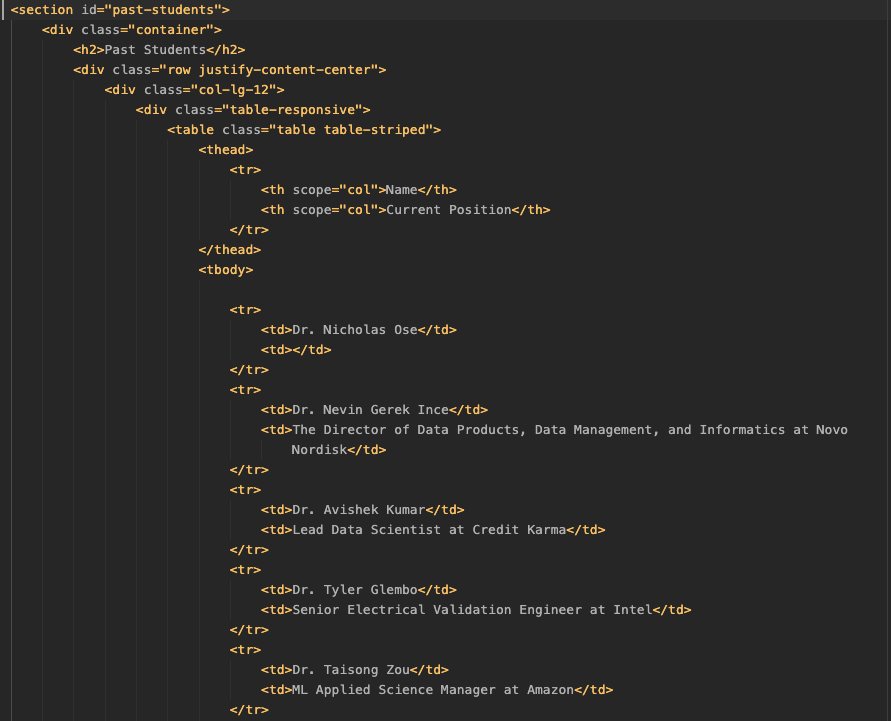 <section id="past-students">
<div class="container">
<h2>Past Students</h2>
<div class="row justify-content-center">
<div class="col-lg-12">
<div class="table-responsive">
<table class="table table-striped">
<thead>
<tr>
<th scope="col">Name</th>
<th scope="col">Current Position</th>
</tr>
</thead>
<tbody>
<tr>
<td>Dr. Nicholas Ose</td>
<td></td>
</tr>
<tr>
<td>Dr. Nevin Gerek Ince</td>
<td>The Director of Data Products, Data Management, and Informatics at Novo
Nordisk</td>
</tr>
<tr>
<td>Dr. Avishek Kumar</td>
<td>Lead Data Scientist at Credit Karma</td>
</tr>
<tr>
<td>Dr. Tyler Glembo</td>
<td>Senior Electrical Validation Engineer at Intel</td>
</tr>
<tr>
<td>Dr. Taisong Zou</td>
<td>ML Applied Science Manager at Amazon</td>
</tr>